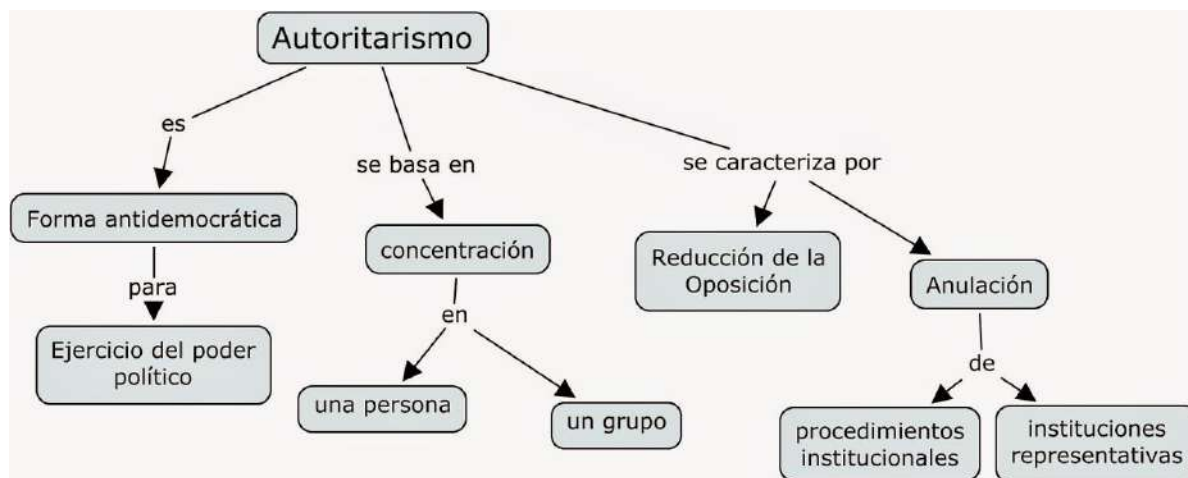 Autoritarismo
es
se basa en
se caracteriza por
Forma antidemocrática
concentración
Reducción de la
Oposición
Anulación
para
en
de
Ejercicio del poder
político
una persona
un grupo
procedimientos
institucionales
instituciones
representativas